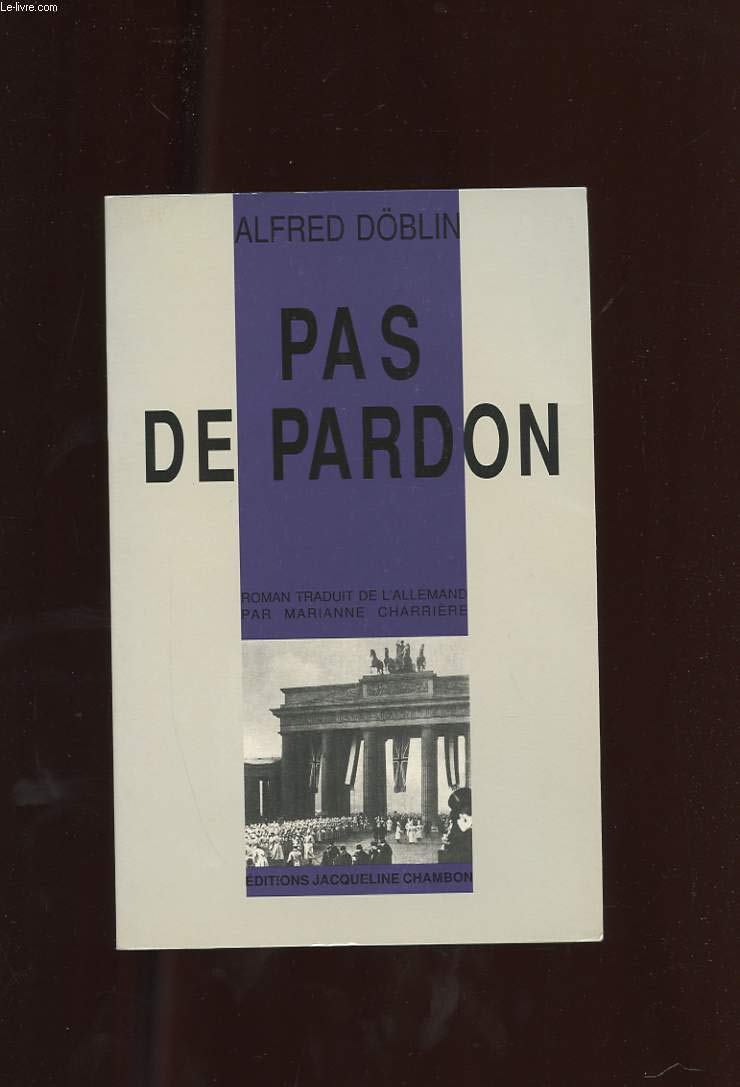 Le-livre.com
ALFRED DÖBLIN
PAS
DE PARDON
ROMAN TRADUIT DE L'ALLEMAND
PAR MARIANNE CHARRIÈRE
EDITIONS JACQUELINE CHAMBON